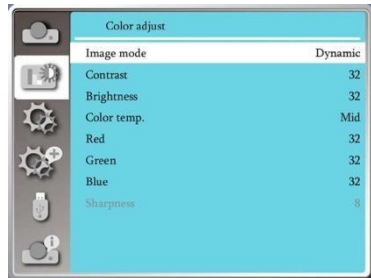 Color adjust
Image mode Dynamic
Contrast 32
Brightness 32
Color temp. Mid
Red 32
Green 32
Blue 32
Sharpness 8